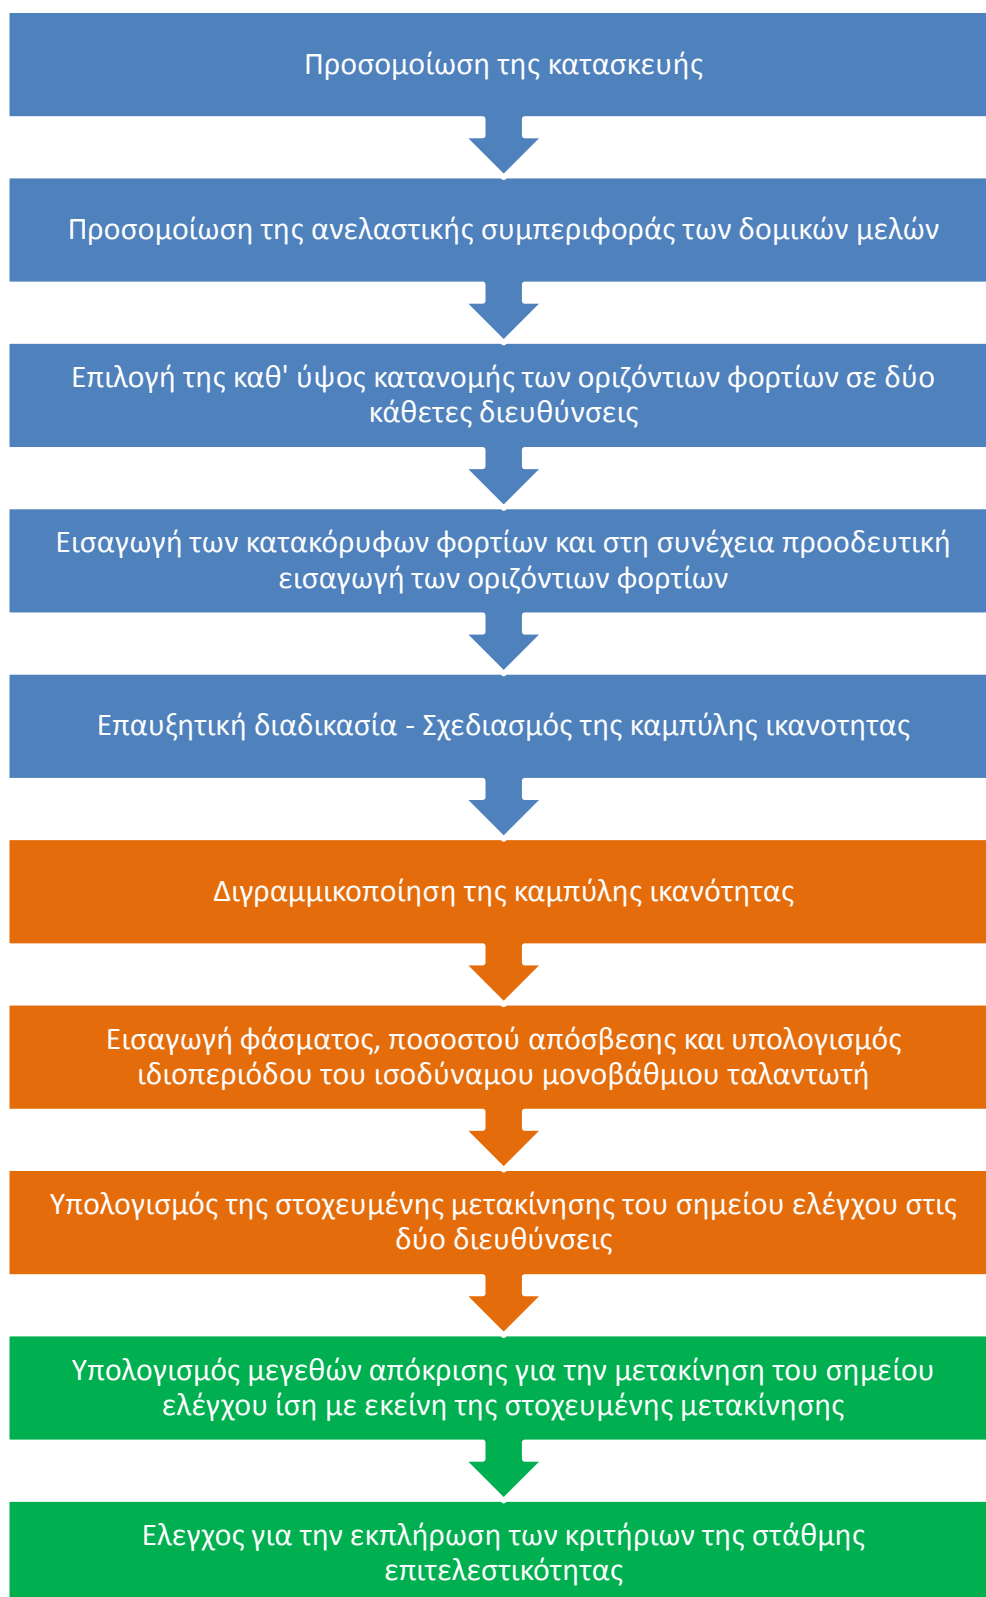 Προσομοίωση της κατασκευής
Προσομοίωση της ανελαστικής συμπεριφοράς των δομικών μελών
Επιλογή της καθ' ύψος κατανομής των οριζόντιων φορτίων σε δύο
κάθετες διευθύνσεις
Εισαγωγή των κατακόρυφων φορτίων και στη συνέχεια προοδευτική
εισαγωγή των οριζόντιων φορτίων
Επαυξητική διαδικασία - Σχεδιασμός της καμπύλης ικανοτητας
Διγραμμικοποίηση της καμπύλης ικανότητας
Εισαγωγή φάσματος, ποσοστού απόσβεσης και υπολογισμός
ιδιοπεριόδου του ισοδύναμου μονοβάθμιου ταλαντωτή
Υπολογισμός της στοχευμένης μετακίνησης του σημείου ελέγχου στις
δύο διευθύνσεις
Υπολογισμός μεγεθών απόκρισης για την μετακίνηση του σημείου
ελέγχου ίση με εκείνη της στοχευμένης μετακίνησης
Ελεγχος για την εκπλήρωση των κριτήριων της στάθμης
επιτελεστικότητας